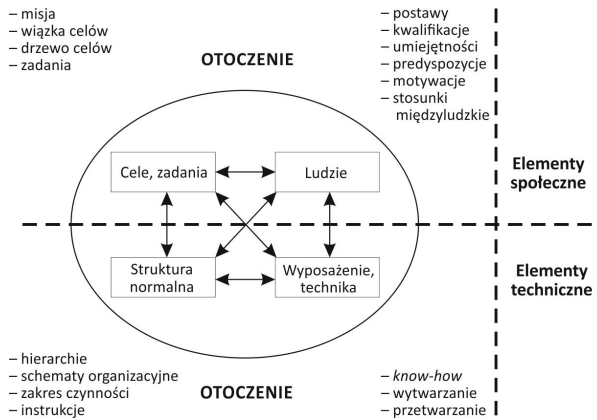 – misja
– wiązka celów
– drzewo celów
– zadania
– postawy
– kwalifikacje
– umiejętności
– predyspozycje
– motywacje
– stosunki
międzyludzkie
OTOCZENIE
Cele, zadania
Ludzie
Elementy
społeczne
Struktura
normalna
Wyposażenie,
technika
Elementy
techniczne
– hierarchie
– schematy organizacyjne
– zakres czynności
– instrukcje
OTOCZENIE
– know-how
– wytwarzanie
– przetwarzanie